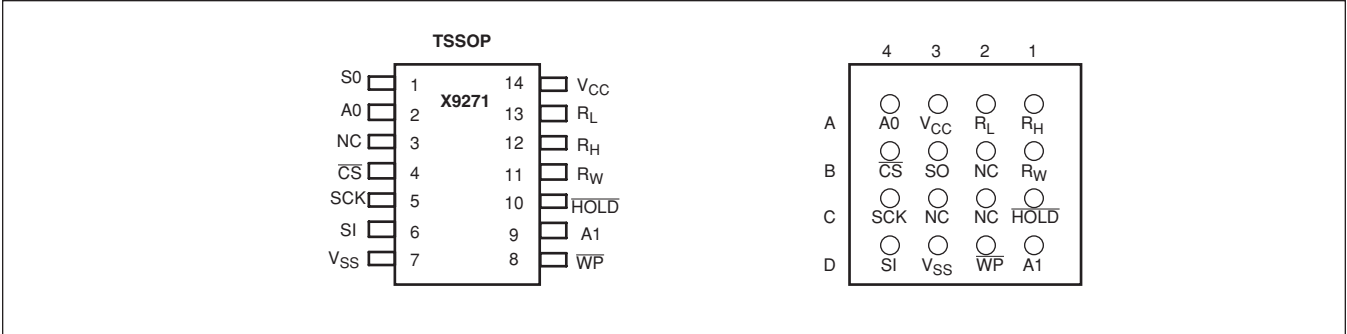 TSSOP
X9271
S0 1 14 VCC
A0 2 13 RL
NC 3 12 RH
CS 4 11 RW
SCK 5 10 HOLD
SI 6 9 A1
VSS 7 8 WP
4 3 2 1
A A0 VCC RL RH
B CS SO NC RW
C SCK NC NC HOLD
D SI VSS WP A1